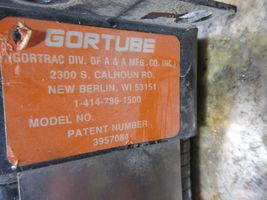 GORTUBE
(GORTRAC DIV. OF A & A MFG. CO. INC.)
2300 S. CALHOUN RD.
NEW BERLIN, WI 53151
1-414-786-1500
MODEL NO.
PATENT NUMBER
3957084